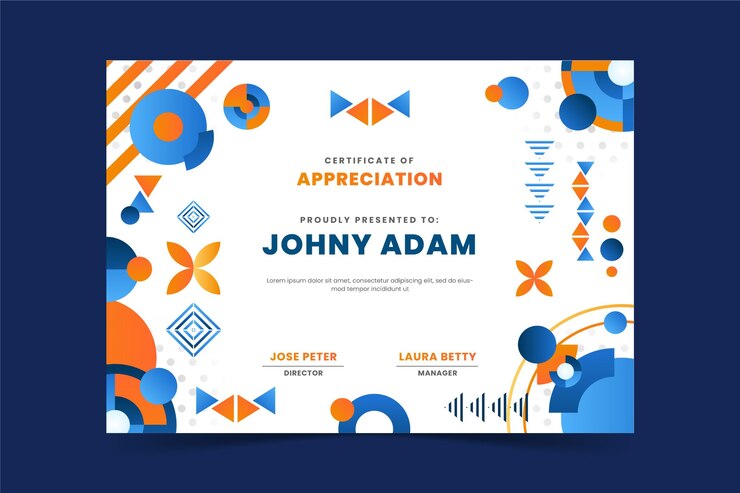 CERTIFICATE OF
APPRECIATION
PROUDLY PRESENTED TO:
JOHNY ADAM
Lorem ipsum dolor sit amet, consectetur adipiscing elit, sed do eius-
mod tempor incididunt ut
JOSE PETER
LAURA BETTY
DIRECTOR
MANAGER